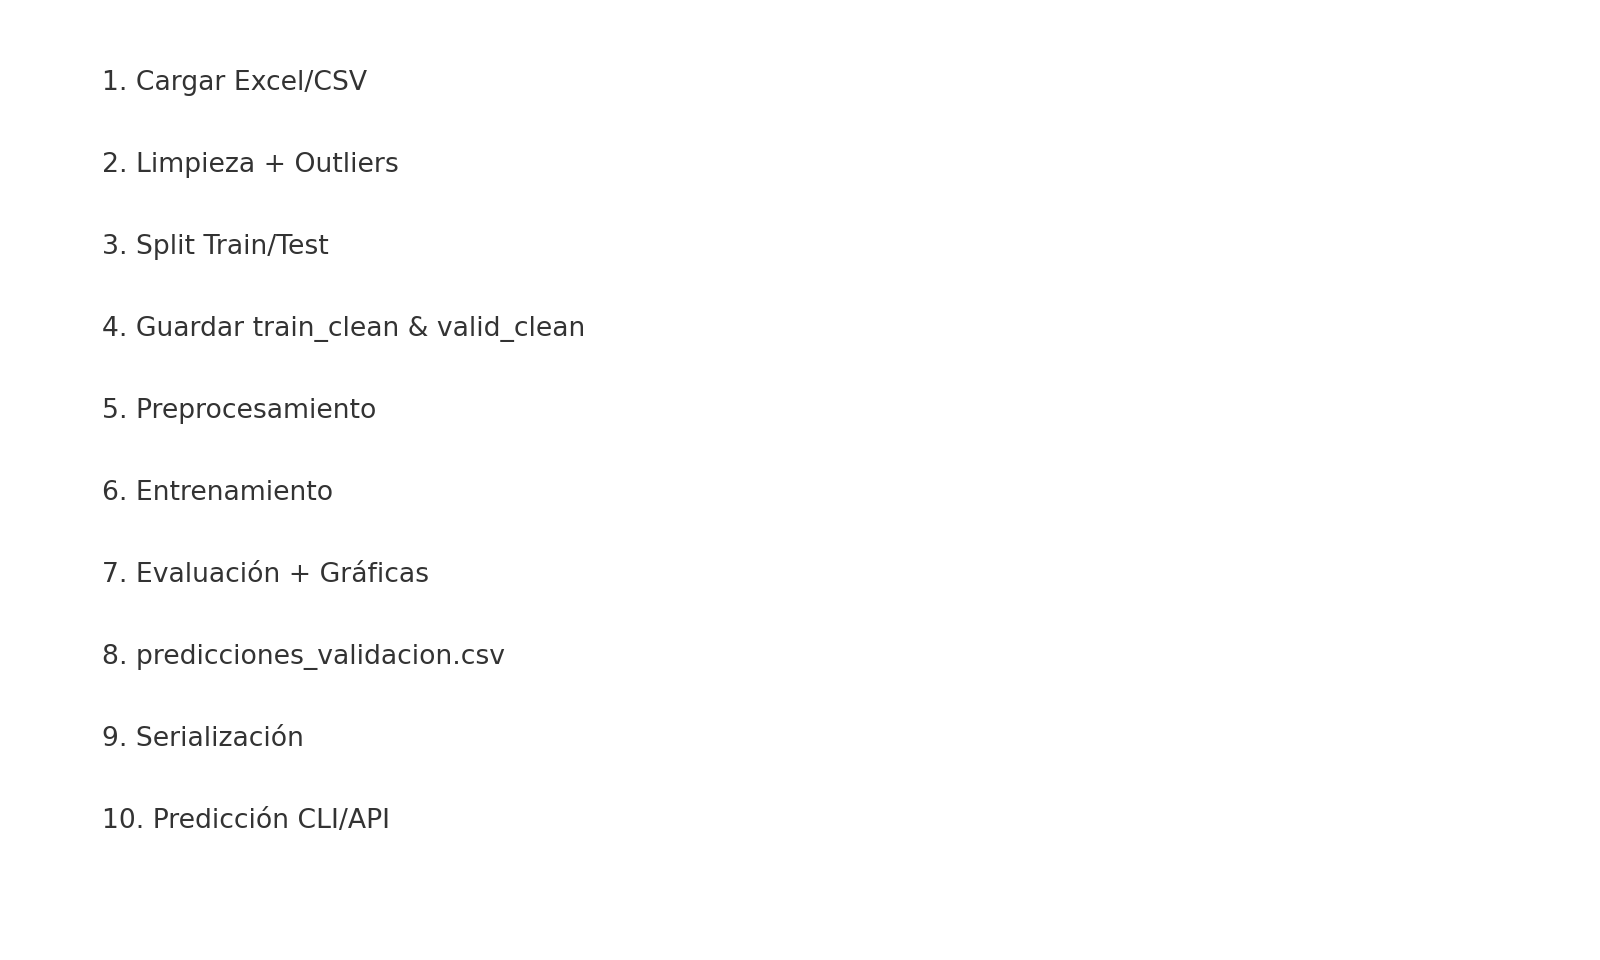 1. Cargar Excel/CSV
2. Limpieza + Outliers
3. Split Train/Test
4. Guardar train_clean & valid_clean
5. Preprocesamiento
6. Entrenamiento
7. Evaluación + Gráficas
8. predicciones_validacion.csv
9. Serialización
10. Predicción CLI/API